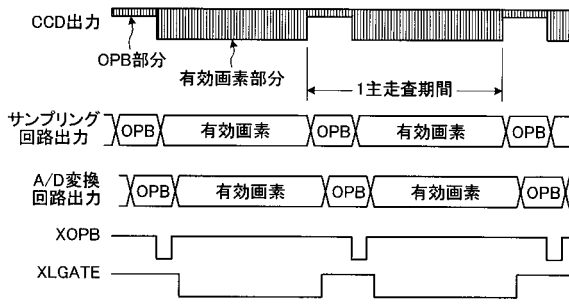 CCD出力
OPB部分
有効画素部分
1主走査期間
サンプリング
回路出力
OPB 有効画素 OPB 有効画素 OPB
A/D変換
回路出力
OPB 有効画素 OPB 有効画素 OPB
XOPB
XLGATE